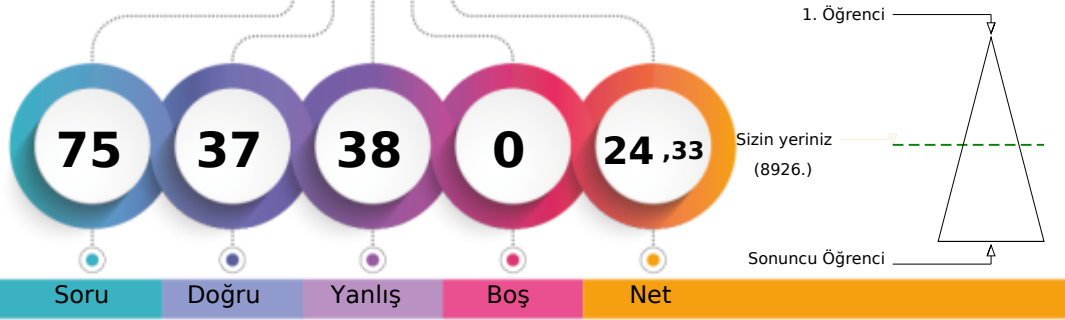 1. Öğrenci
75
37
38
0
24 ,33
Sizin yeriniz
(8926.)
Sonuncu Öğrenci
Soru
Doğru
Yanlış
Boş
Net